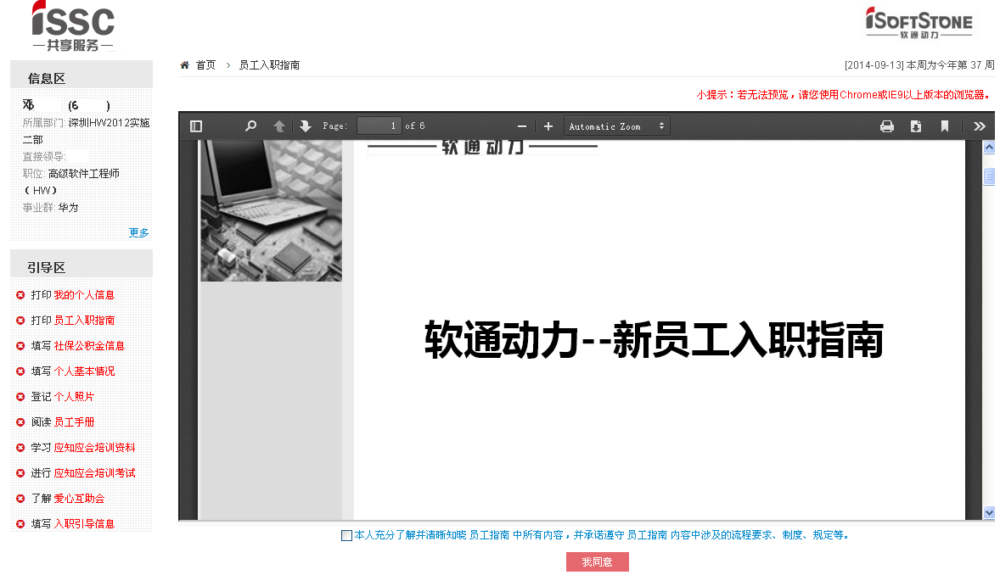 iSSC
共享服务
iSOFTSTONE
软通动力
首页 > 员工入职指南
[2014-09-13] 本周为今年第 37 周
小提示：若无法预览，请您使用Chrome或IE9以上版本的浏览器。
信息区
邓 (6 )
所属部门: 深圳HW2012实施
二部
直接领导:
职位: 高级软件工程师
（HW）
事业群: 华为
更多
引导区
打印 我的个人信息
打印 员工入职指南
填写 社保公积金信息
填写 个人基本情况
登记 个人照片
阅读 员工手册
学习 应知应会培训资料
进行 应知应会培训考试
了解 爱心互助会
填写 入职引导信息
Page: 1 of 6
Automatic Zoom
软通动力
软通动力--新员工入职指南
本人充分了解并清晰知晓 员工指南 中所有内容，并承诺遵守 员工指南 内容中涉及的流程要求、制度、规定等。
我同意